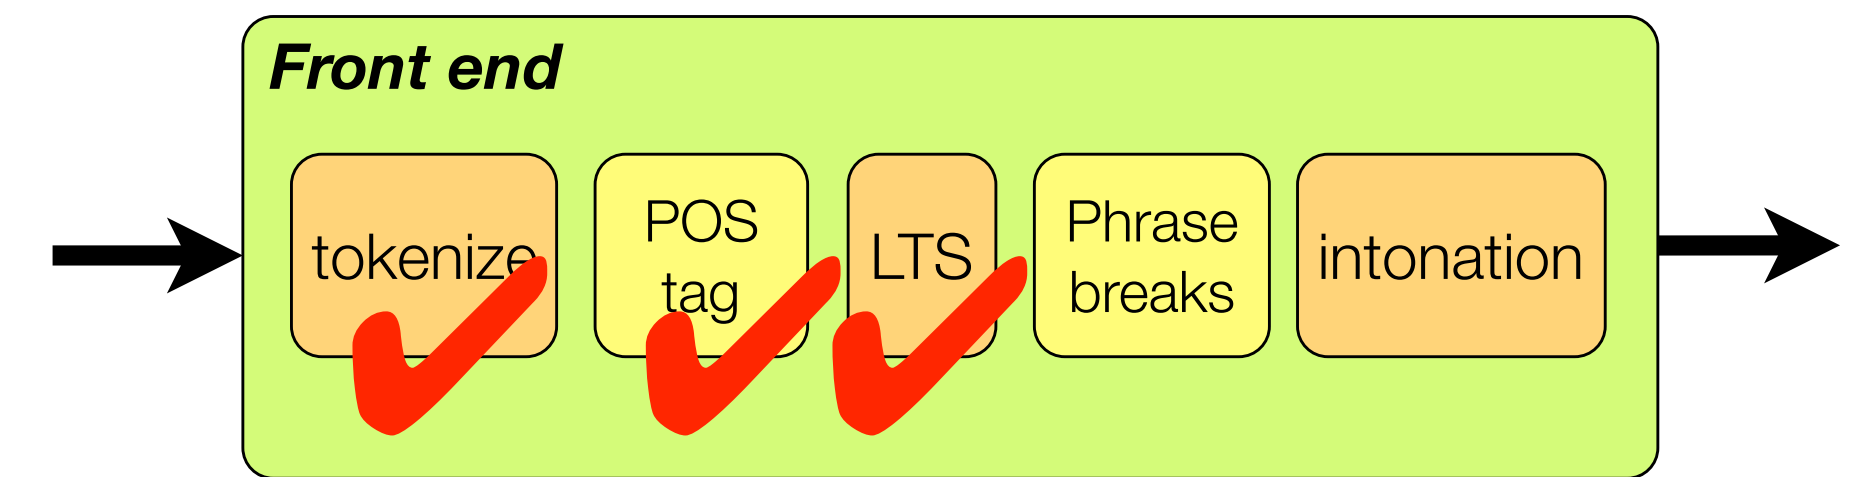 Front end
tokenize
POS
tag
LTS
Phrase
breaks
intonation